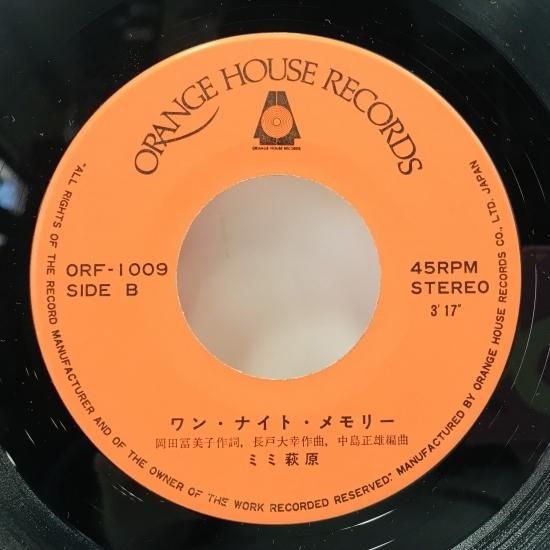 ORANGE HOUSE RECORDS
ORANGE HOUSE RECORDS
ORF-1009
SIDE B
45RPM
STEREO
3' 17"
ワン・ナイト・メモリー
岡田冨美子作詞, 長戸大幸作曲, 中島正雄編曲
ミミ萩原
"ALL RIGHTS OF THE RECORD MANUFACTURER AND OF THE OWNER OF THE WORK RECORDED RESERVED." MANUFACTURED BY ORANGE HOUSE RECORDS CO., LTD. JAPAN